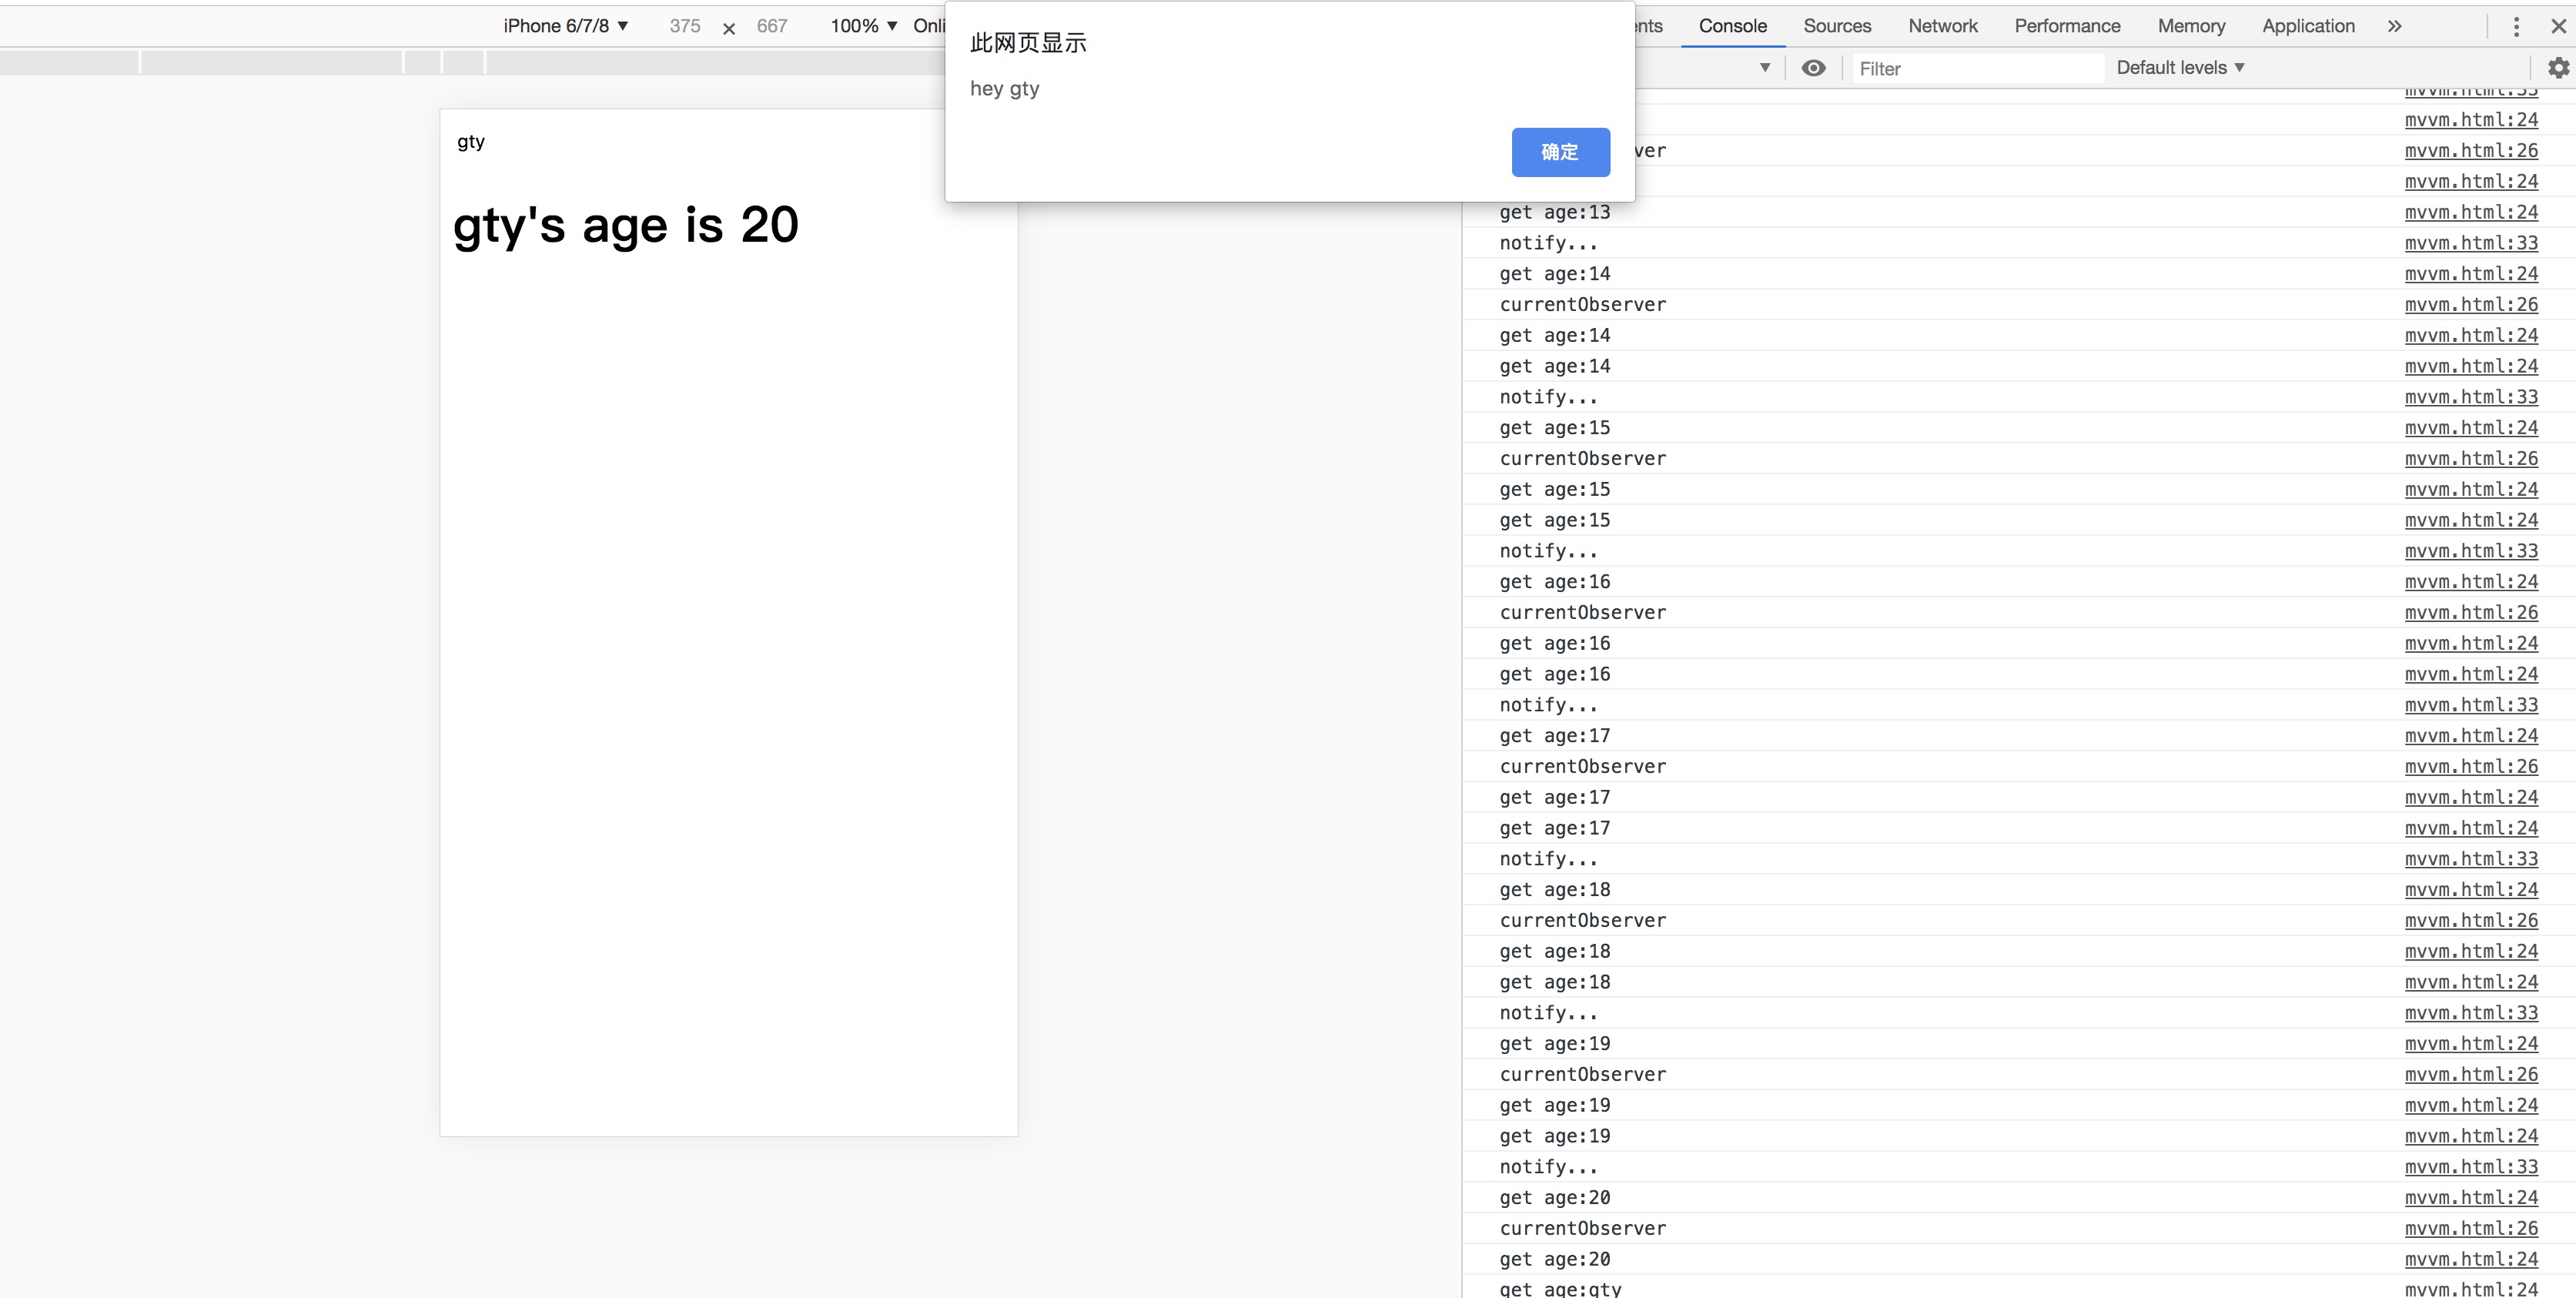 iPhone 6/7/8 ▼ 375 × 667 100% ▼ Onli
此网页显示
hey gty
确定
nts Console Sources Network Performance Memory Application »
Filter Default levels ▼
gty
gty's age is 20
mvvm.html:33
mvvm.html:24
ver mvvm.html:26
mvvm.html:24
get age:13 mvvm.html:24
notify... mvvm.html:33
get age:14 mvvm.html:24
currentObserver mvvm.html:26
get age:14 mvvm.html:24
get age:14 mvvm.html:24
notify... mvvm.html:33
get age:15 mvvm.html:24
currentObserver mvvm.html:26
get age:15 mvvm.html:24
get age:15 mvvm.html:24
notify... mvvm.html:33
get age:16 mvvm.html:24
currentObserver mvvm.html:26
get age:16 mvvm.html:24
get age:16 mvvm.html:24
notify... mvvm.html:33
get age:17 mvvm.html:24
currentObserver mvvm.html:26
get age:17 mvvm.html:24
get age:17 mvvm.html:24
notify... mvvm.html:33
get age:18 mvvm.html:24
currentObserver mvvm.html:26
get age:18 mvvm.html:24
get age:18 mvvm.html:24
notify... mvvm.html:33
get age:19 mvvm.html:24
currentObserver mvvm.html:26
get age:19 mvvm.html:24
get age:19 mvvm.html:24
notify... mvvm.html:33
get age:20 mvvm.html:24
currentObserver mvvm.html:26
get age:20 mvvm.html:24
get age:gty mvvm.html:24